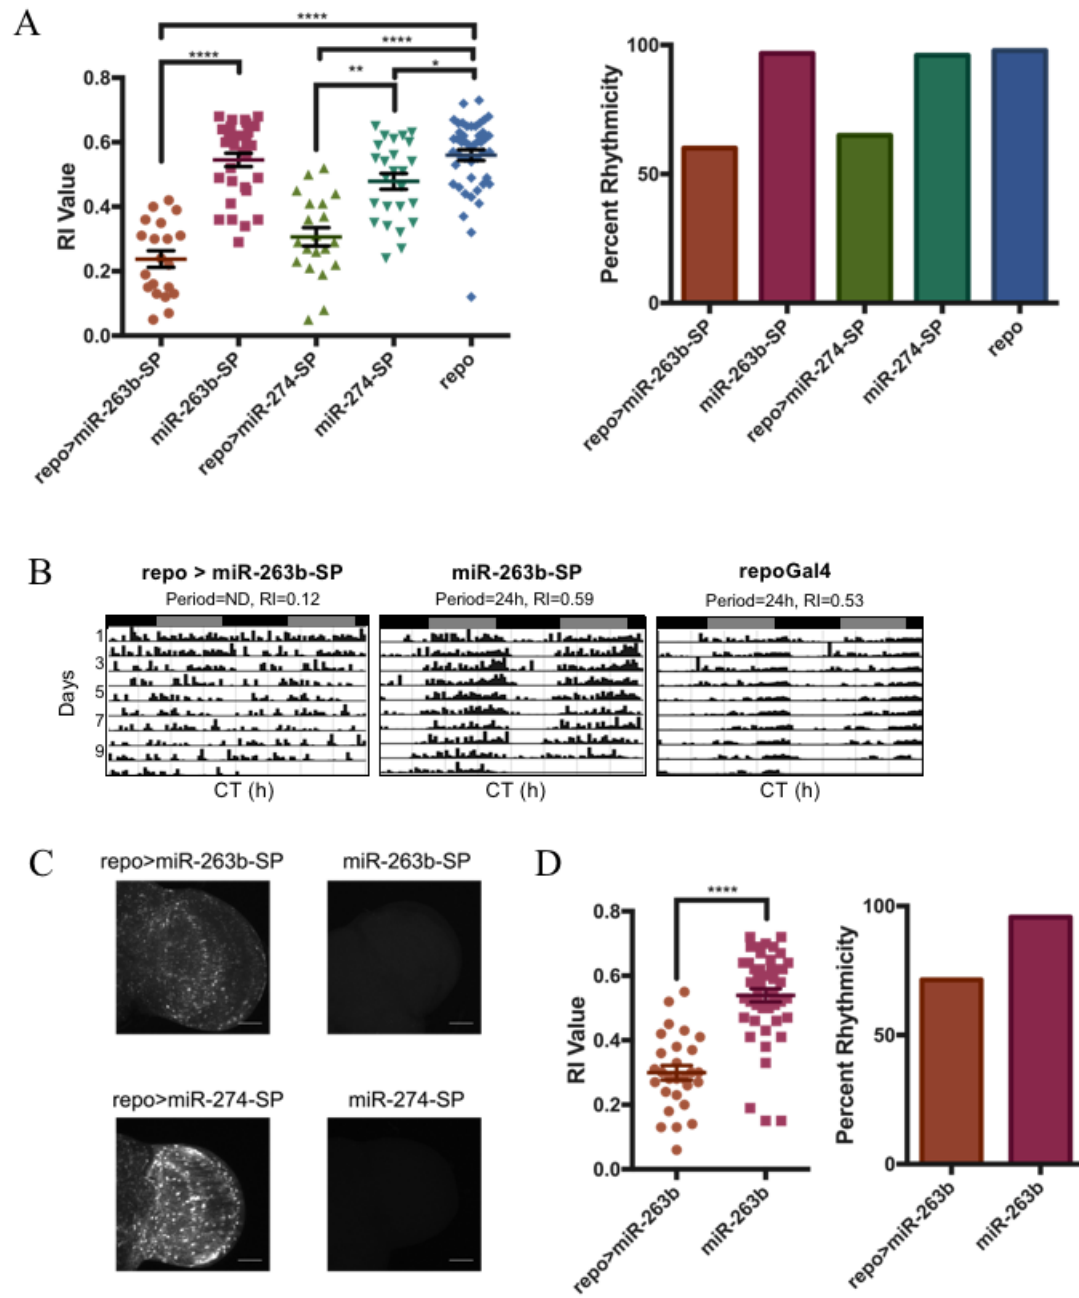 A
****
****
****
**
*
0.8
0.6
0.4
0.2
0.0
RI Value
repo>miR-263b-SP
miR-263b-SP
repo>miR-274-SP
miR-274-SP
repo
100
50
0
Percent Rhythmicity
repo>miR-263b-SP
miR-263b-SP
repo>miR-274-SP
miR-274-SP
repo
B
repo > miR-263b-SP
Period=ND, RI=0.12
miR-263b-SP
Period=24h, RI=0.59
repoGal4
Period=24h, RI=0.53
Days
1
3
5
7
9
CT (h)
CT (h)
CT (h)
C
repo>miR-263b-SP
miR-263b-SP
repo>miR-274-SP
miR-274-SP
D
****
0.8
0.6
0.4
0.2
0.0
RI Value
repo>miR-263b
miR-263b
100
50
0
Percent Rhythmicity
repo>miR-263b
miR-263b